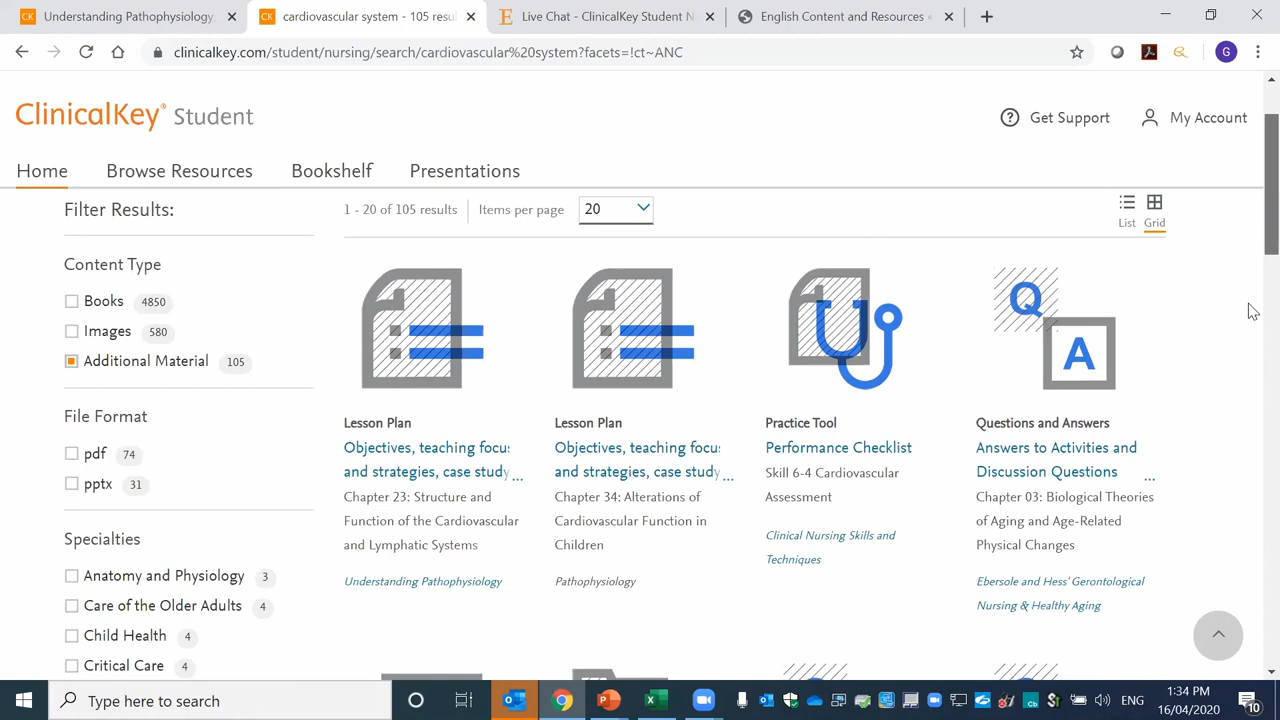 Understanding Pathophysiology,
cardiovascular system - 105 resul
Live Chat - ClinicalKey Student N
English Content and Resources «
clinicalkey.com/student/nursing/search/cardiovascular%20system?facets=!ct~ANC
G
ClinicalKey® Student
Get Support
My Account
Home
Browse Resources
Bookshelf
Presentations
Filter Results:
1 - 20 of 105 results
Items per page
20
List
Grid
Content Type
Books 4850
Images 580
Additional Material 105
File Format
pdf 74
pptx 31
Specialties
Anatomy and Physiology 3
Care of the Older Adults 4
Child Health 4
Critical Care 4
Lesson Plan
Objectives, teaching focus
and strategies, case study, ...
Chapter 23: Structure and
Function of the Cardiovascular
and Lymphatic Systems
Understanding Pathophysiology
Lesson Plan
Objectives, teaching focus
and strategies, case study, ...
Chapter 34: Alterations of
Cardiovascular Function in
Children
Pathophysiology
Practice Tool
Performance Checklist
Skill 6-4 Cardiovascular
Assessment
Clinical Nursing Skills and
Techniques
Q
A
Questions and Answers
Answers to Activities and
Discussion Questions ...
Chapter 03: Biological Theories
of Aging and Age-Related
Physical Changes
Ebersole and Hess' Gerontological
Nursing & Healthy Aging
Type here to search
ENG
1:34 PM
16/04/2020
10